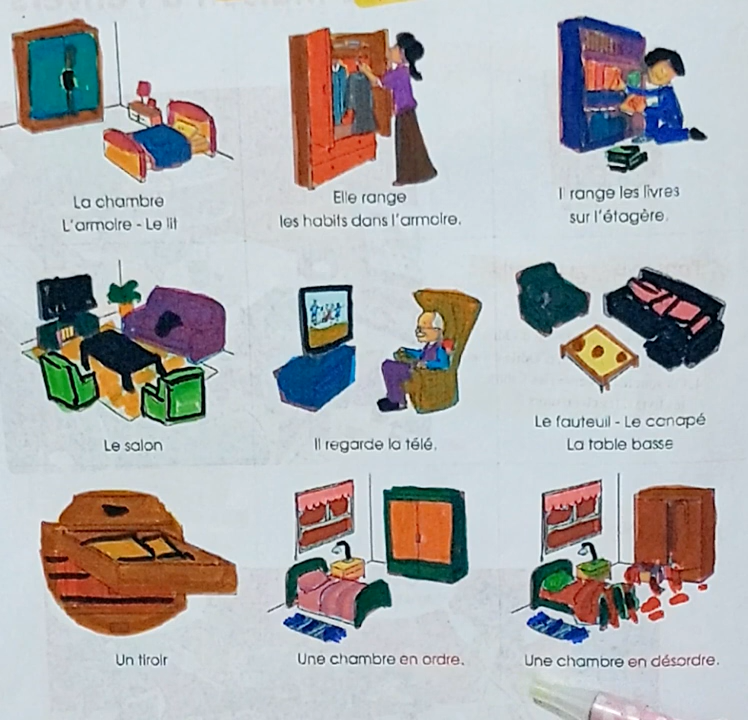 La chambre
L'armoire - Le lit
Elle range
les habits dans l'armoire.
Il range les livres
sur l'étagère.
Le salon
Il regarde la télé.
Le fauteuil - Le canapé
La table basse
Un tiroir
Une chambre en ordre.
Une chambre en désordre.